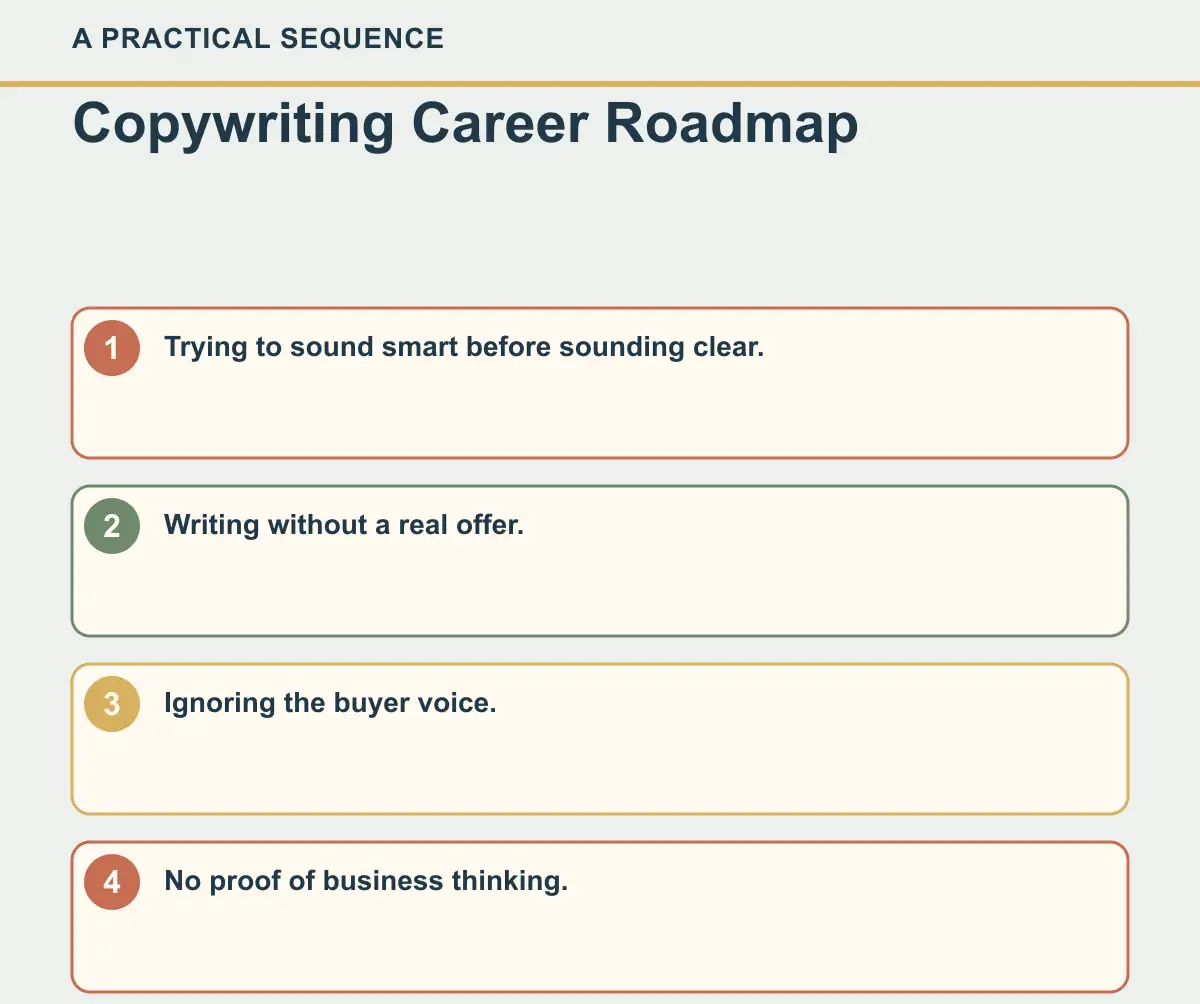 A PRACTICAL SEQUENCE
Copywriting Career Roadmap
1
Trying to sound smart before sounding clear.
2
Writing without a real offer.
3
Ignoring the buyer voice.
4
No proof of business thinking.